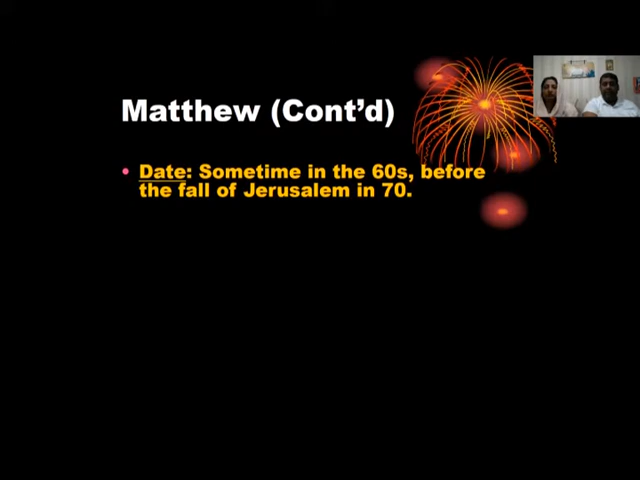 Matthew (Cont’d)
• Date: Sometime in the 60s, before
the fall of Jerusalem in 70.